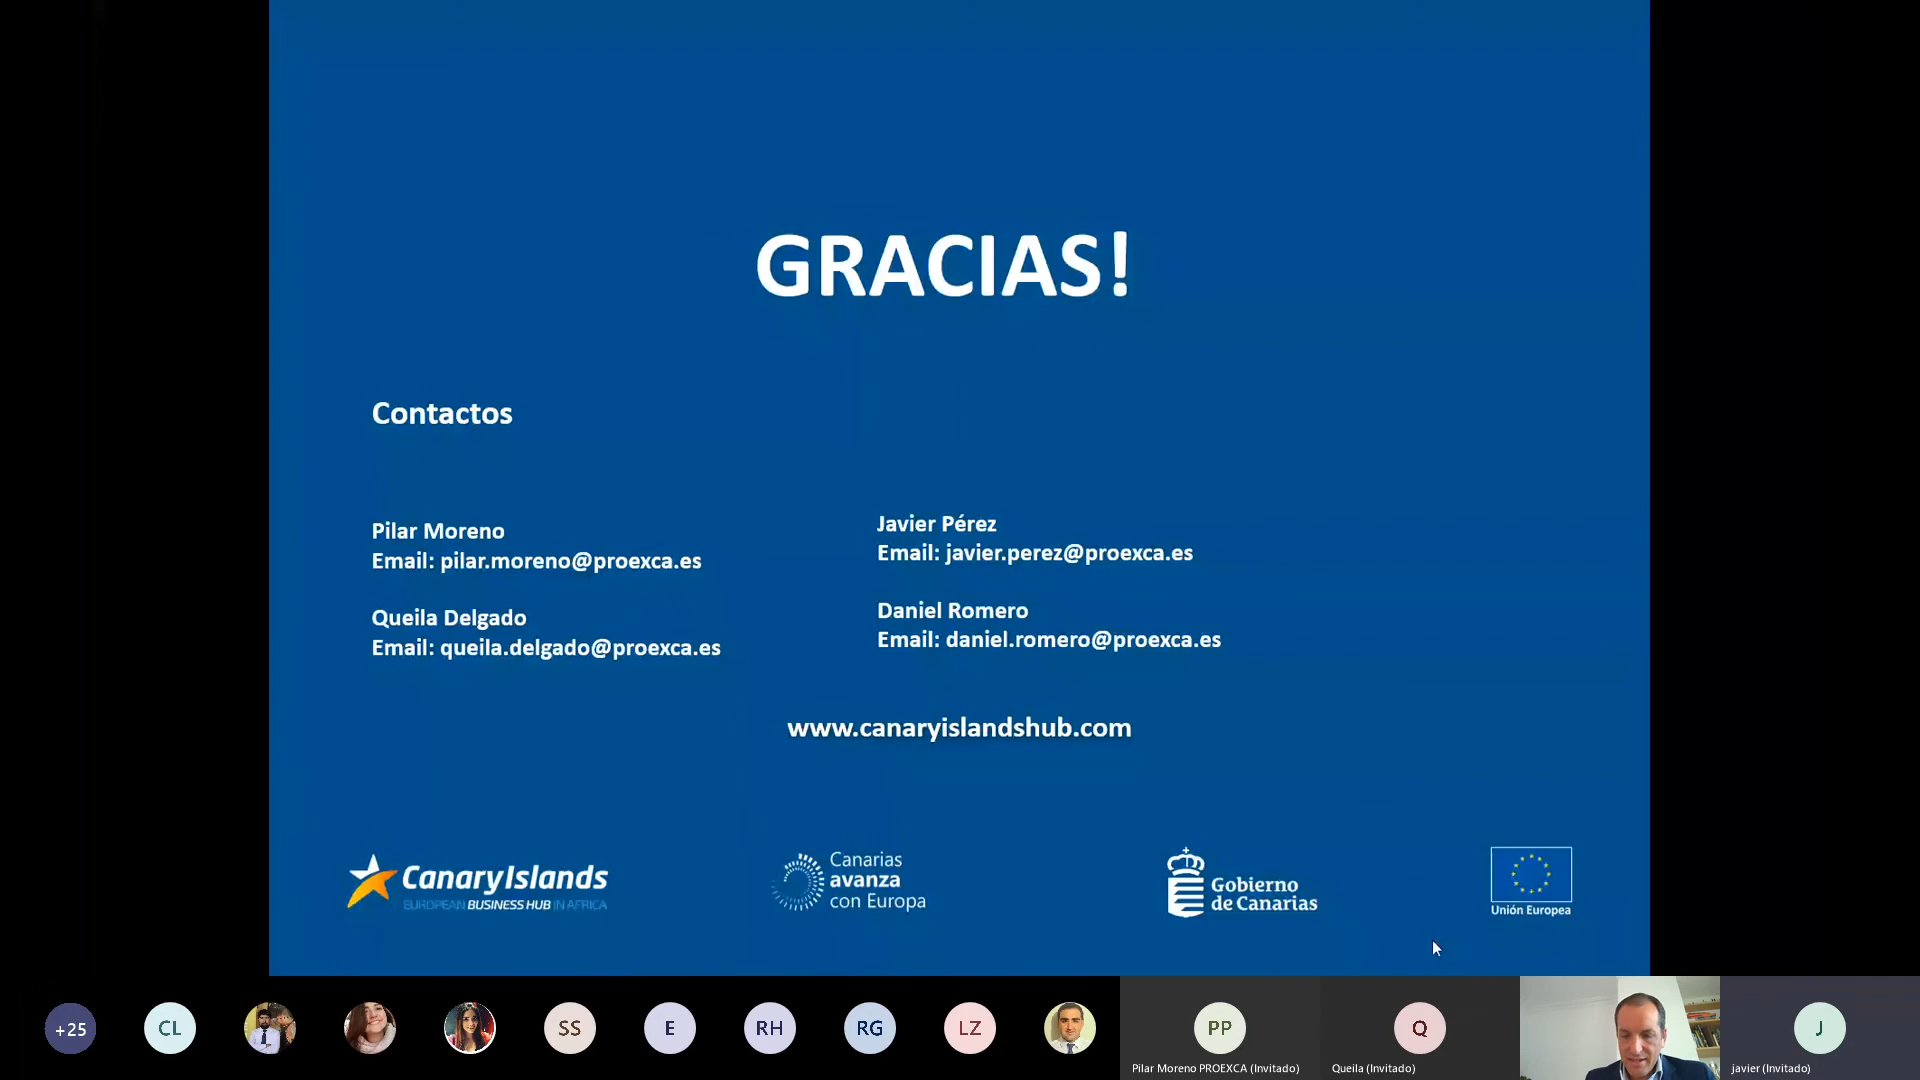 GRACIAS!
Contactos
Pilar Moreno
Email: pilar.moreno@proexca.es
Queila Delgado
Email: queila.delgado@proexca.es
Javier Pérez
Email: javier.perez@proexca.es
Daniel Romero
Email: daniel.romero@proexca.es
www.canaryislandshub.com
CanaryIslands
EUROPEAN BUSINESS HUB IN AFRICA
Canarias
avanza
con Europa
Gobierno
de Canarias
Unión Europea
+25
CL
SS
E
RH
RG
LZ
PP
Pilar Moreno PROEXCA (Invitado)
Q
Queila (Invitado)
J
javier (Invitado)